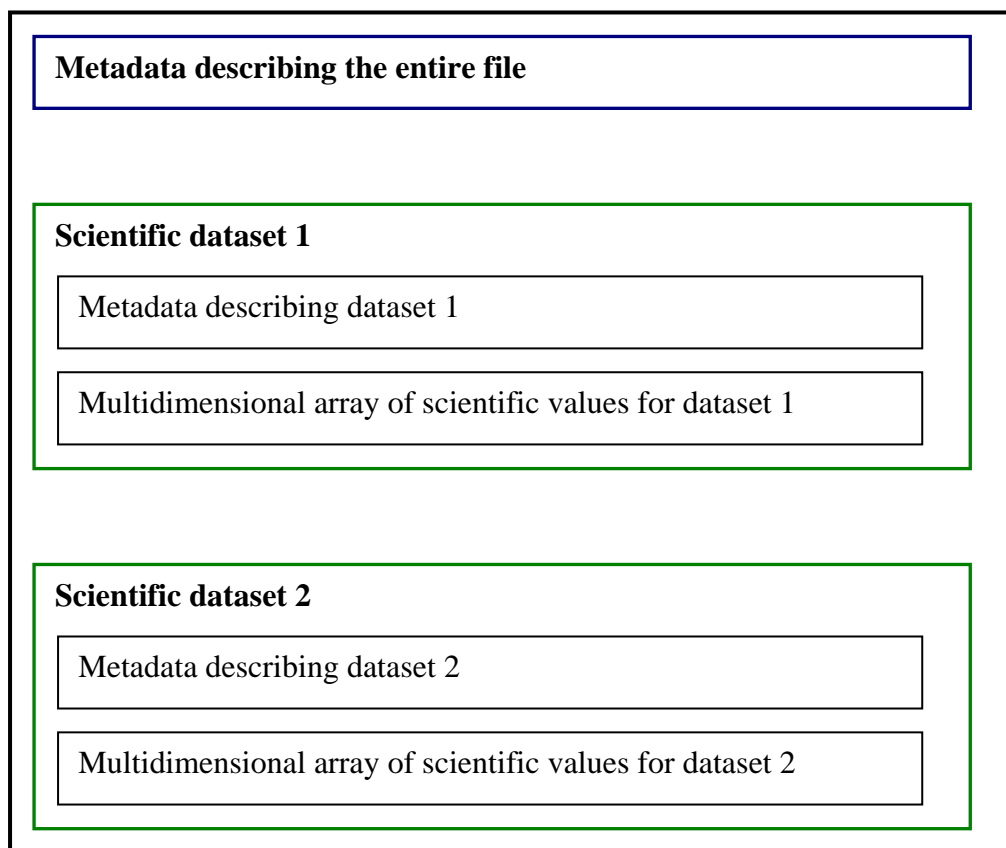 Metadata describing the entire file
Scientific dataset 1
Metadata describing dataset 1
Multidimensional array of scientific values for dataset 1
Scientific dataset 2
Metadata describing dataset 2
Multidimensional array of scientific values for dataset 2